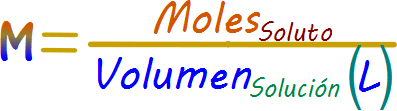 M = Moles Soluto
Volumen Solución (L)